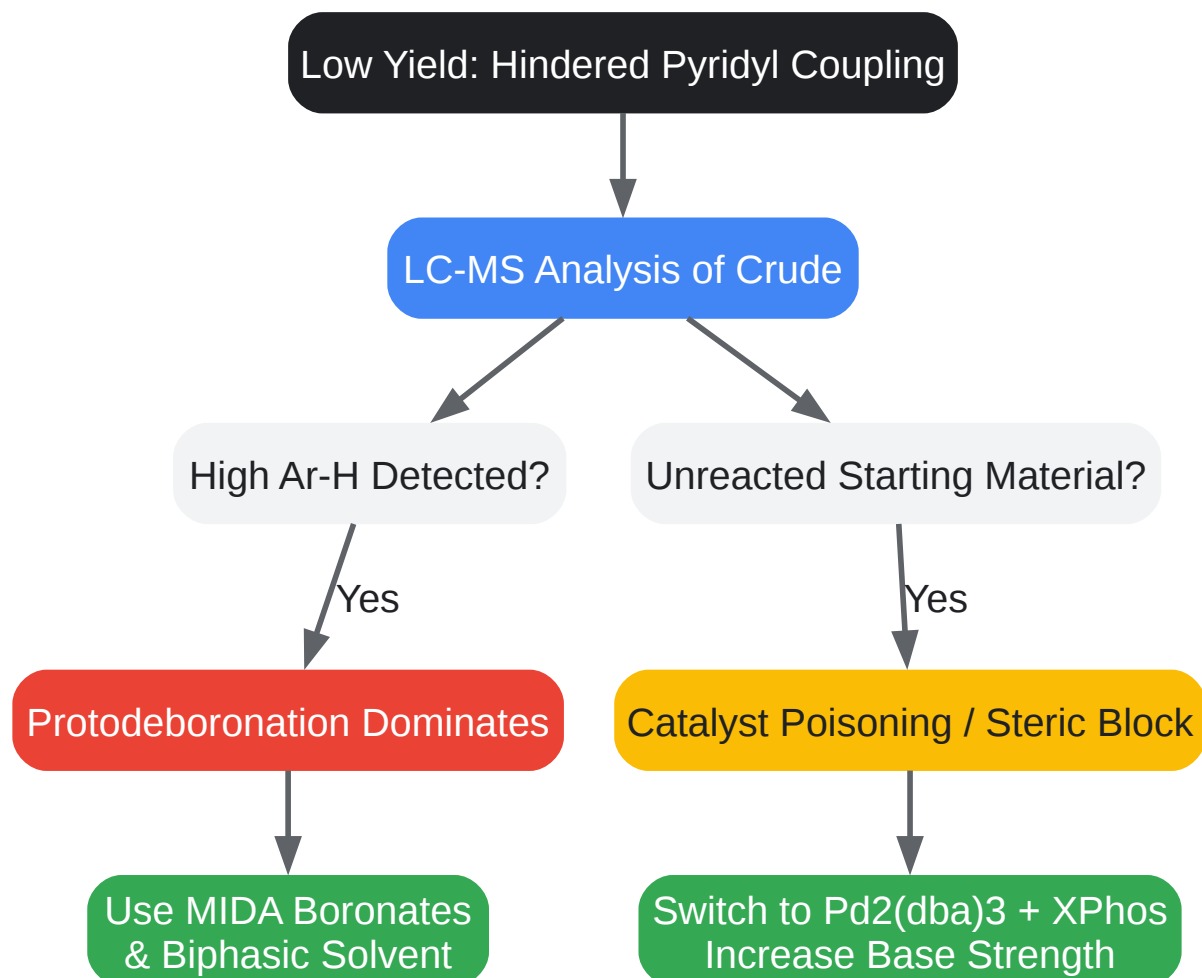 Low Yield: Hindered Pyridyl Coupling
LC-MS Analysis of Crude
High Ar-H Detected?
Unreacted Starting Material?
Yes
Yes
Protodeboronation Dominates
Catalyst Poisoning / Steric Block
Use MIDA Boronates
& Biphasic Solvent
Switch to Pd2(dba)3 + XPhos
Increase Base Strength